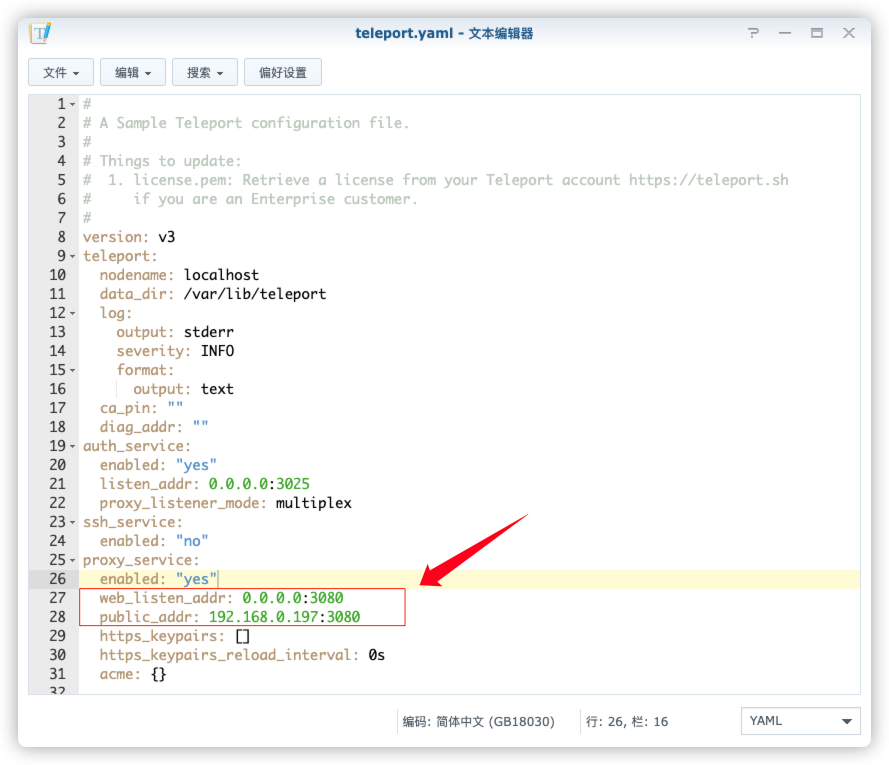 teleport.yaml - 文本编辑器
文件 编辑 搜索 偏好设置
1 #
2 # A Sample Teleport configuration file.
3 #
4 # Things to update:
5 #  1. license.pem: Retrieve a license from your Teleport account https://teleport.sh
6 #     if you are an Enterprise customer.
7 #
8 version: v3
9 teleport:
10   nodename: localhost
11   data_dir: /var/lib/teleport
12   log:
13     output: stderr
14     severity: INFO
15     format:
16       output: text
17   ca_pin: ""
18   diag_addr: ""
19 auth_service:
20   enabled: "yes"
21   listen_addr: 0.0.0.0:3025
22   proxy_listener_mode: multiplex
23 ssh_service:
24   enabled: "no"
25 proxy_service:
26   enabled: "yes"
27   web_listen_addr: 0.0.0.0:3080
28   public_addr: 192.168.0.197:3080
29   https_keypairs: []
30   https_keypairs_reload_interval: 0s
31   acme: {}
32
编码: 简体中文 (GB18030) 行: 26, 栏: 16 YAML